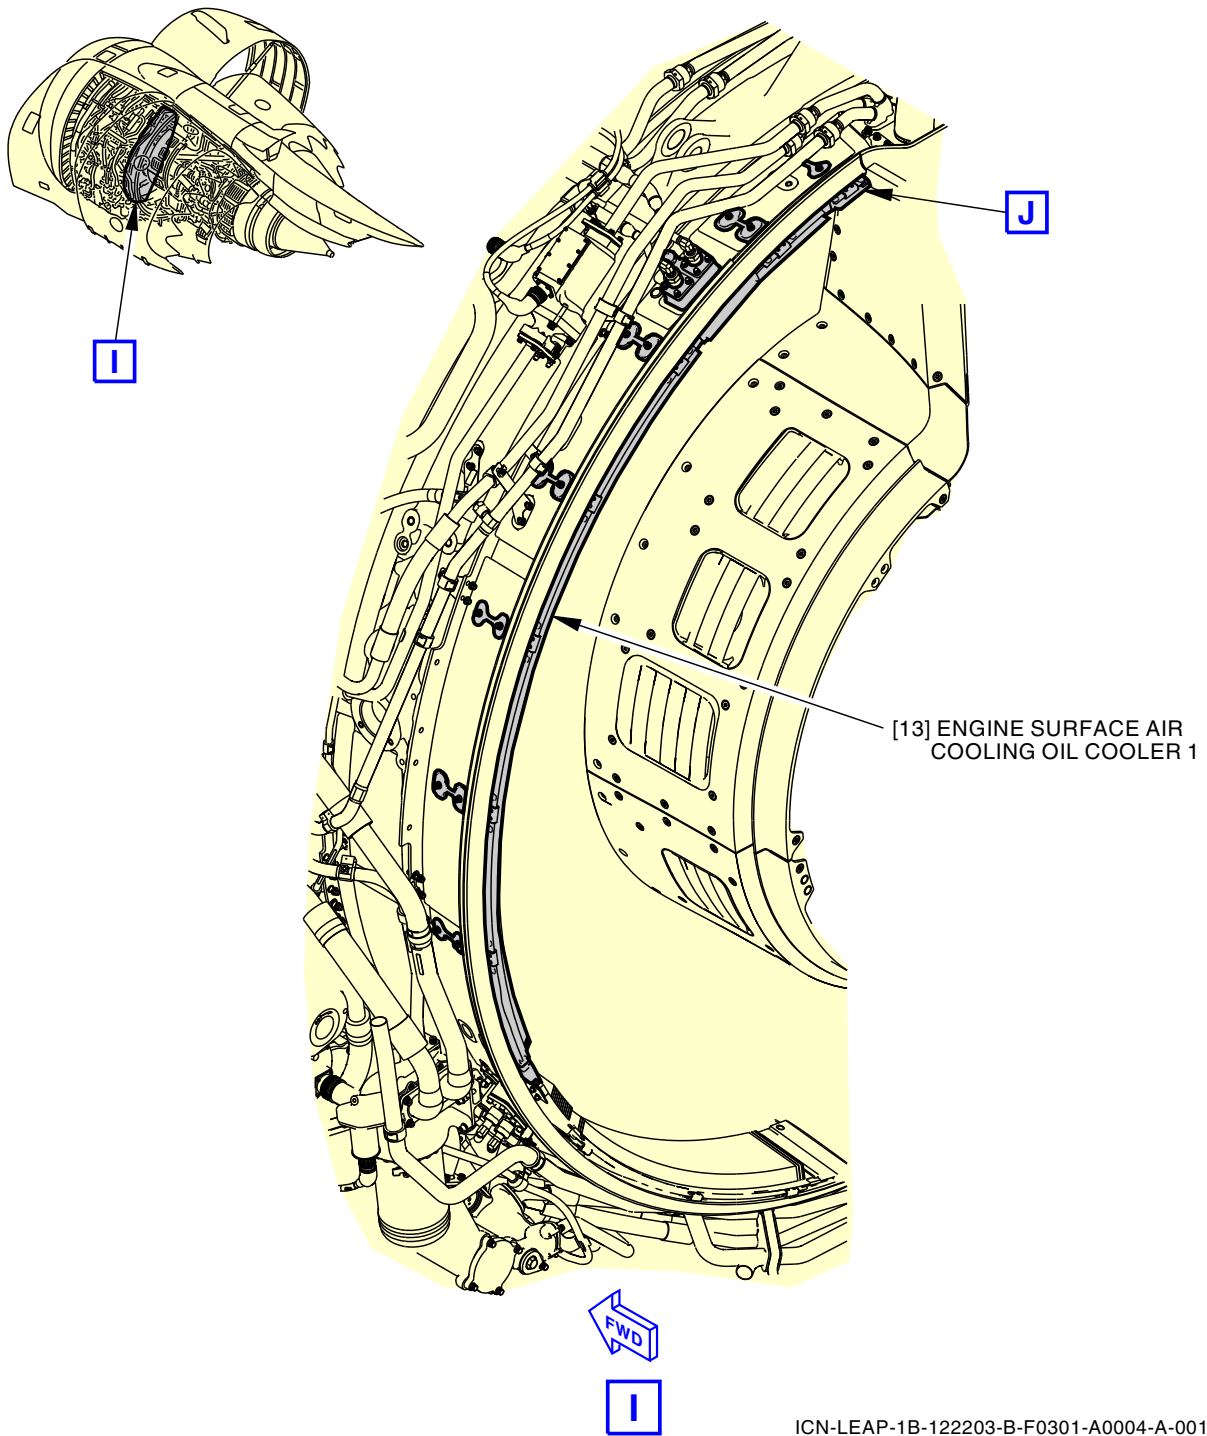 J
I
[13] ENGINE SURFACE AIR
COOLING OIL COOLER 1
FWD
I
ICN-LEAP-1B-122203-B-F0301-A0004-A-001